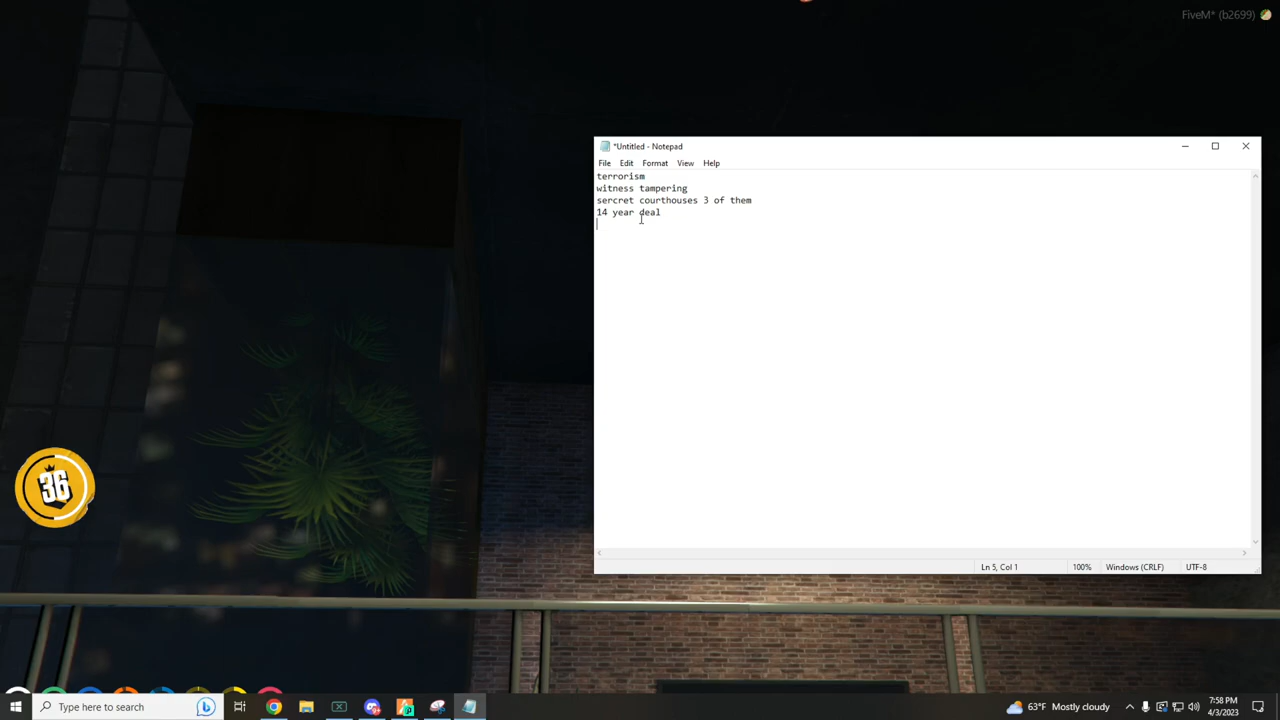 FiveM* (b2699)
*Untitled - Notepad
File Edit Format View Help
terrorism
witness tampering
sercret courthouses 3 of them
14 year deal
36
Ln 5, Col 1 100% Windows (CRLF) UTF-8
Type here to search
63°F Mostly cloudy
7:58 PM
4/3/2023